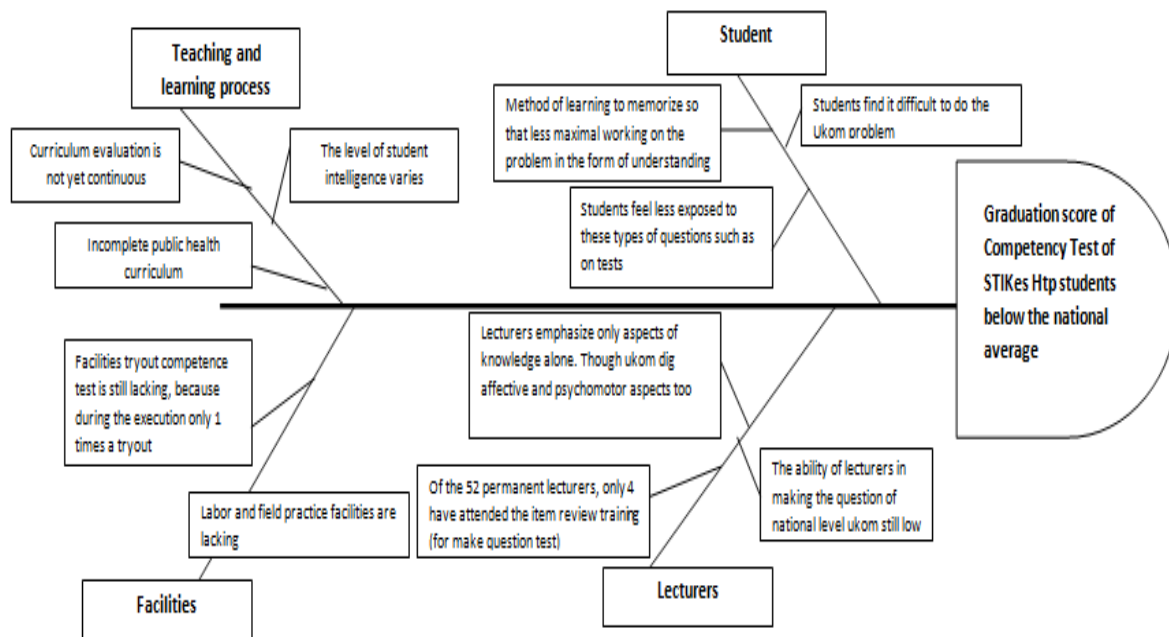 Teaching and
learning process
Student
Method of learning to memorize so
that less maximal working on the
problem in the form of understanding
Students find it difficult to do the
Ukom problem
Curriculum evaluation is
not yet continuous
The level of student
intelligence varies
Students feel less exposed to
these types of questions such as
on tests
Incomplete public health
curriculum
Graduation score of
Competency Test of
STIKes Htp students
below the national
average
Facilities tryout competence
test is still lacking, because
during the execution only 1
times a tryout
Lecturers emphasize only aspects of
knowledge alone. Though ukom dig
affective and psychomotor aspects too
Labor and field practice facilities are
lacking
Of the 52 permanent lecturers, only 4
have attended the item review training
(for make question test)
The ability of lecturers in
making the question of
national level ukom still low
Facilities
Lecturers